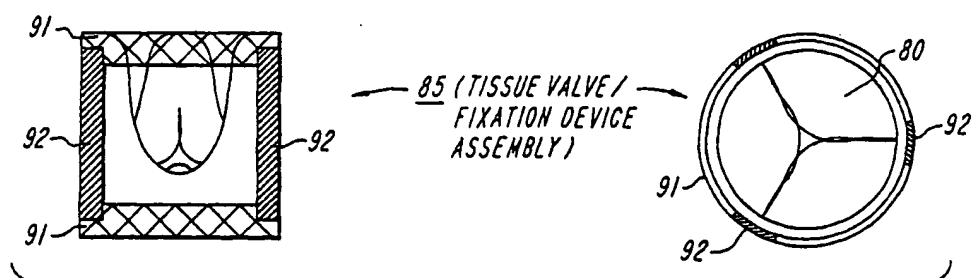 91
92
92
91
85 (TISSUE VALVE/
FIXATION DEVICE
ASSEMBLY)
80
92
91
92